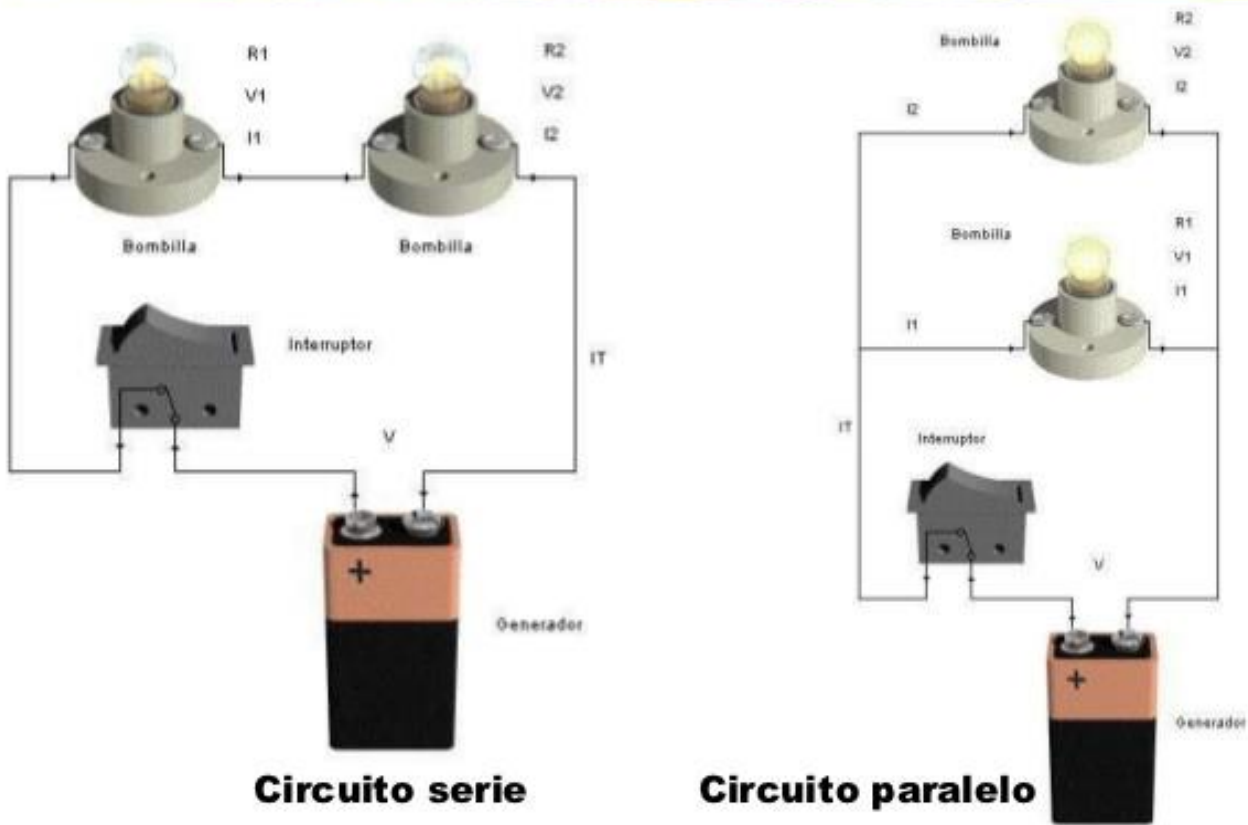 R1
V1
I1
R2
V2
I2
Bombilla
Bombilla
Interruptor
IT
V
+
Generador
Circuito serie
Bombilla
R2
V2
I2
I2
Bombilla
R1
V1
I1
I1
IT
Interruptor
V
+
Generador
Circuito paralelo